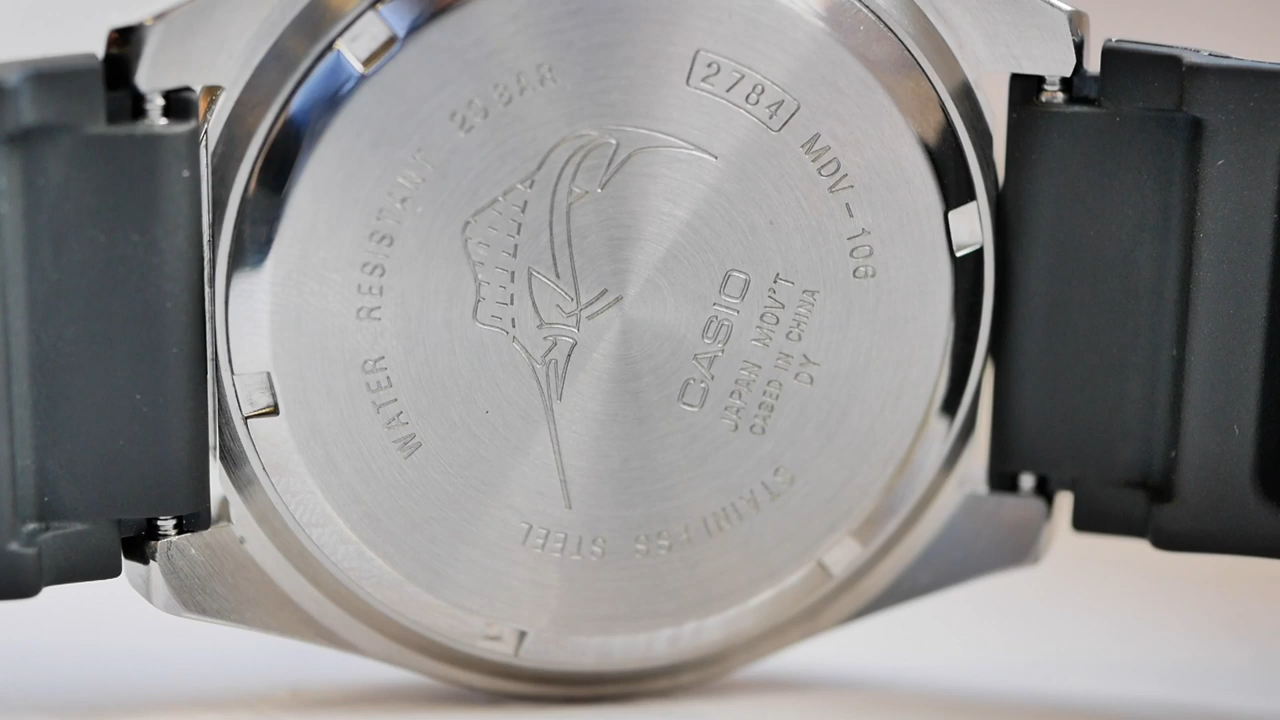 WATER RESISTANT 20 BAR
2784
MDV-106
CASIO
JAPAN MOV'T
CASED IN CHINA
DY
STAINLESS STEEL